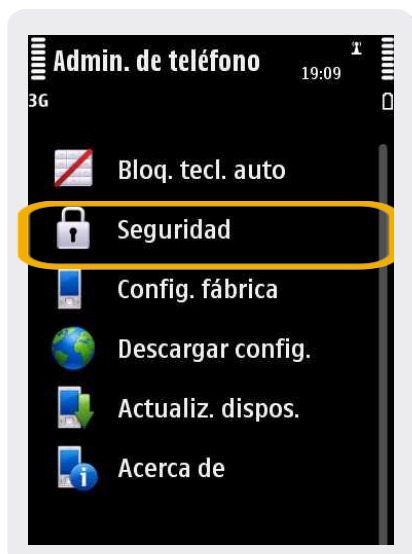 Admin. de teléfono
19:09
3G
Bloq. tecl. auto
Seguridad
Config. fábrica
Descargar config.
Actualiz. dispos.
Acerca de